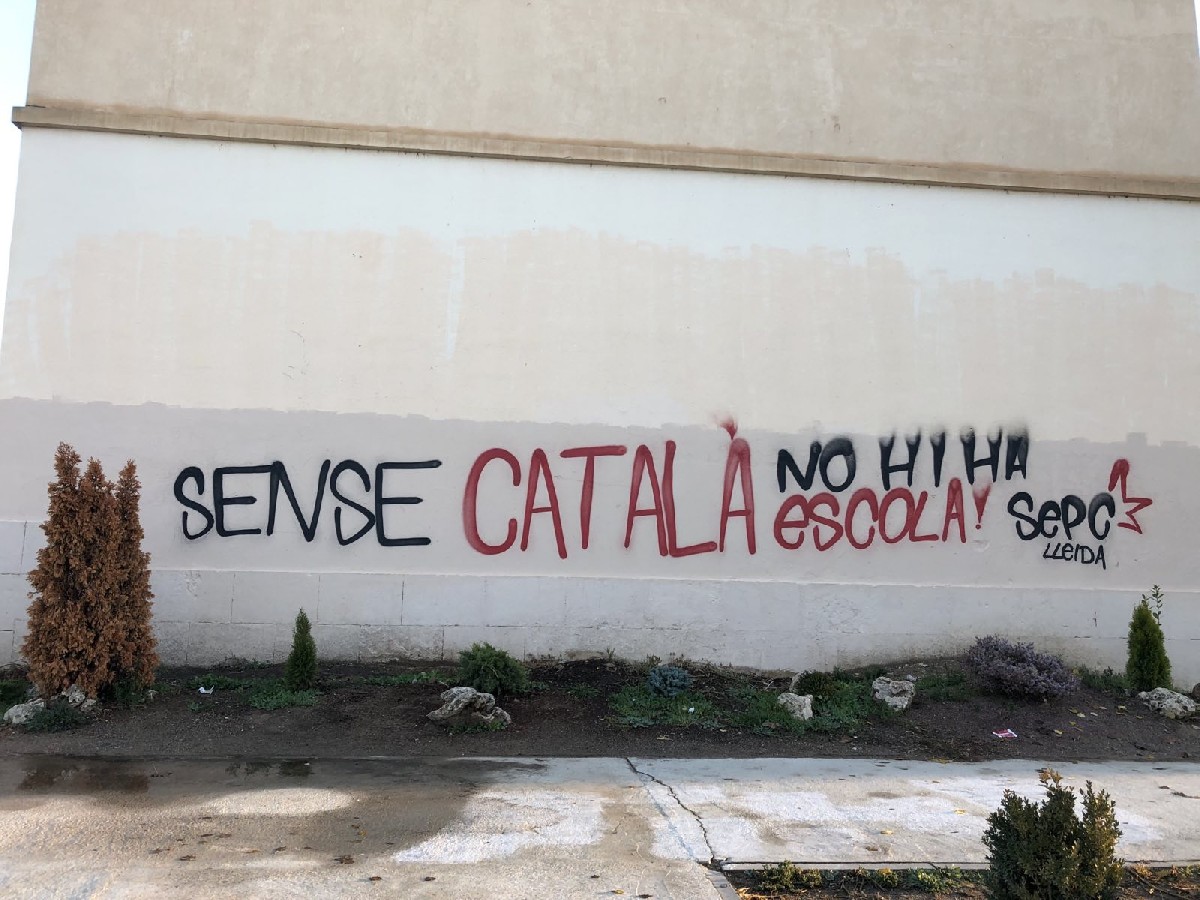 SENSE CATALÀ NO HI HA
escola!
sepc
LLeIDA